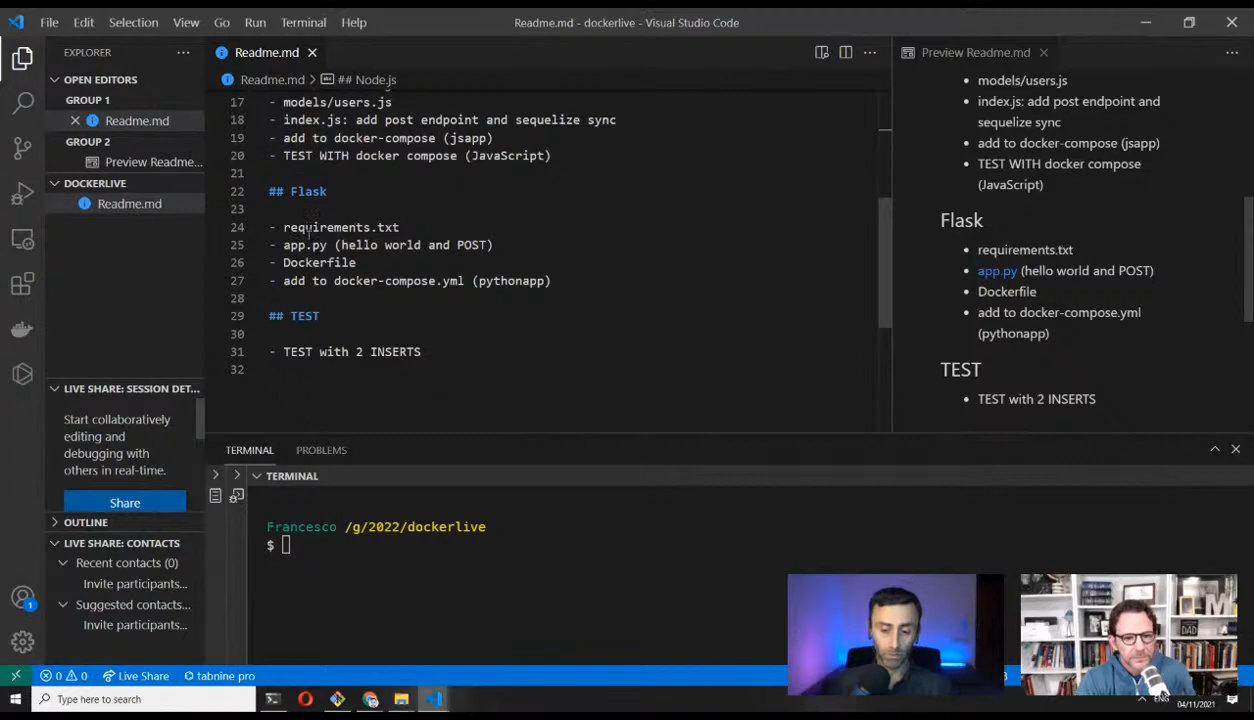 File Edit Selection View Go Run Terminal Help
Readme.md - dockerlive - Visual Studio Code
EXPLORER
OPEN EDITORS
GROUP 1
Readme.md
GROUP 2
Preview Readme...
DOCKERLIVE
Readme.md
LIVE SHARE: SESSION DET...
Start collaboratively
editing and
debugging with
others in real-time.
Share
OUTLINE
LIVE SHARE: CONTACTS
Recent contacts (0)
Invite participants...
Suggested contacts...
Invite participants...
Readme.md
Readme.md > ## Node.js
17 - models/users.js
18 - index.js: add post endpoint and sequelize sync
19 - add to docker-compose (jsapp)
20 - TEST WITH docker compose (JavaScript)
21
22 ## Flask
23
24 - requirements.txt
25 - app.py (hello world and POST)
26 - Dockerfile
27 - add to docker-compose.yml (pythonapp)
28
29 ## TEST
30
31 - TEST with 2 INSERTS
32
Preview Readme.md
• models/users.js
• index.js: add post endpoint and
sequelize sync
• add to docker-compose (jsapp)
• TEST WITH docker compose
(JavaScript)
Flask
• requirements.txt
• app.py (hello world and POST)
• Dockerfile
• add to docker-compose.yml
(pythonapp)
TEST
• TEST with 2 INSERTS
TERMINAL PROBLEMS
TERMINAL
Francesco /g/2022/dockerlive
$
1
0 0 Live Share tabnine pro
Type here to search
ENG
04/11/2021
DAD
M